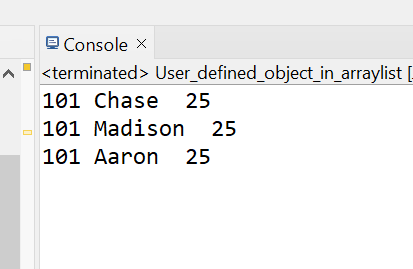 Console
<terminated> User_defined_object_in_arraylist [
101 Chase  25
101 Madison  25
101 Aaron  25